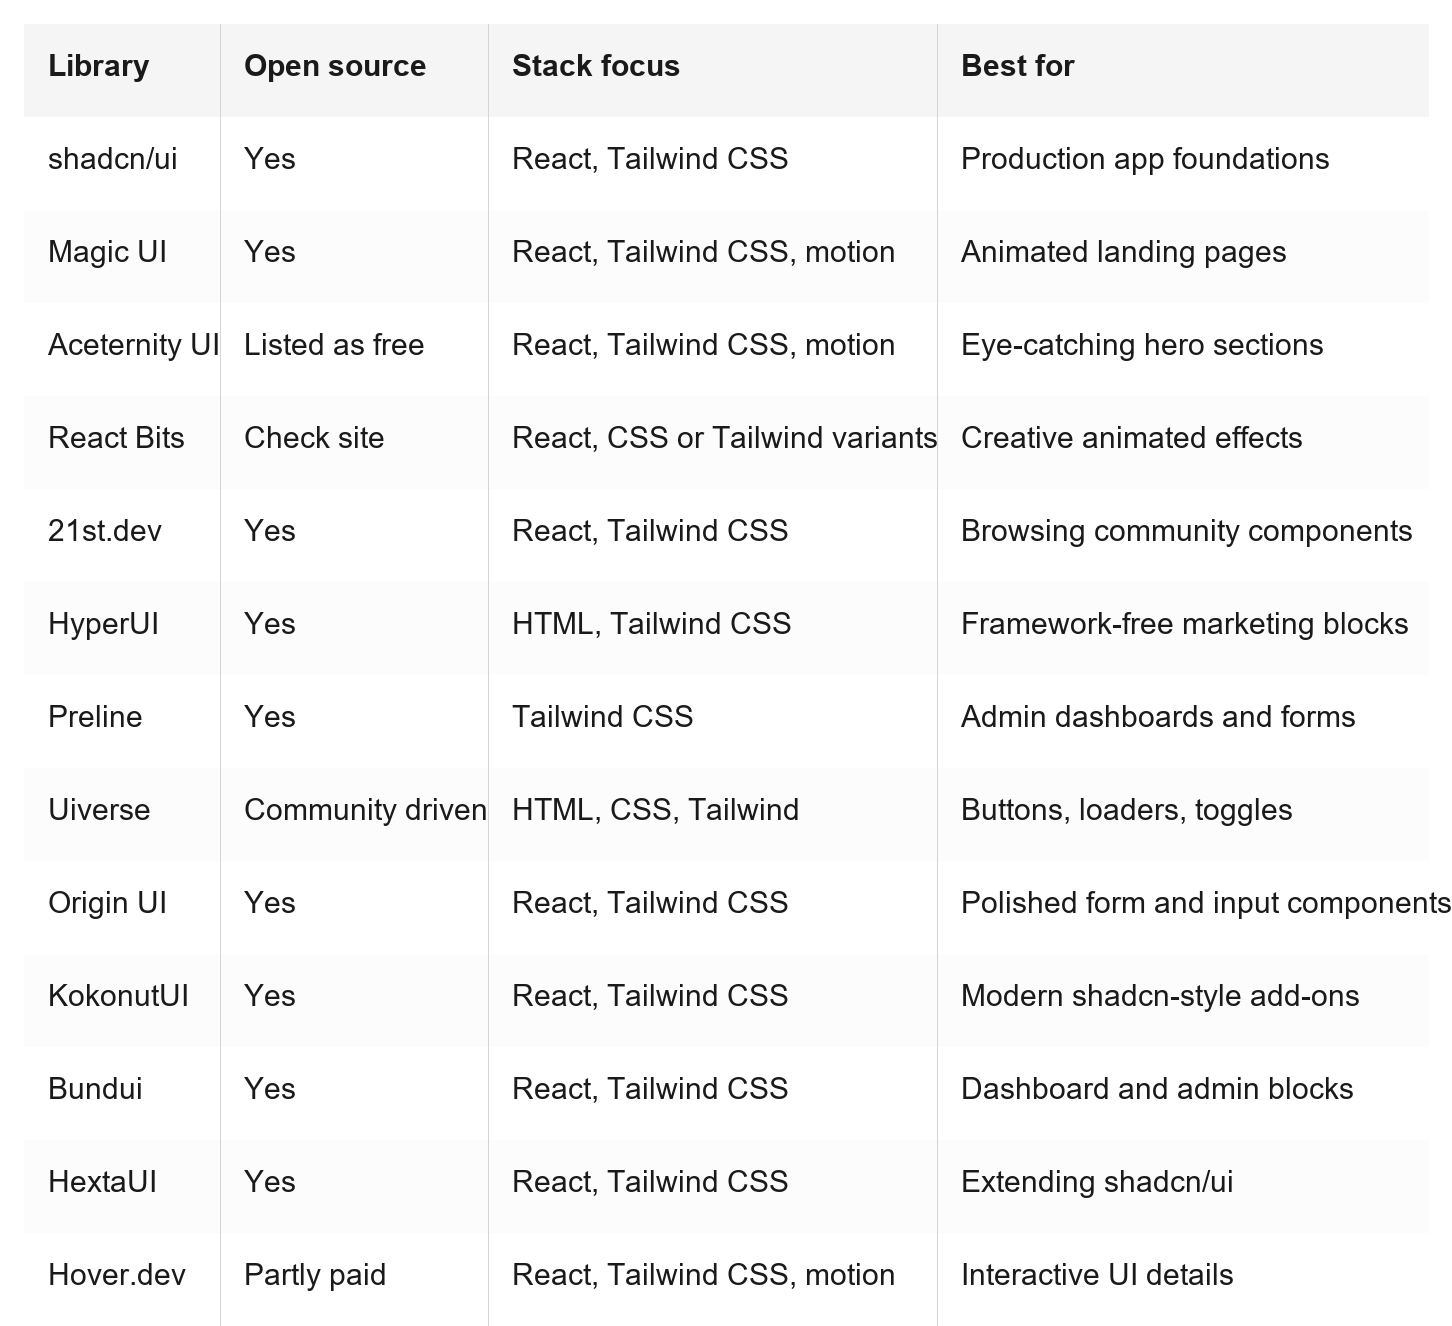 Library Open source Stack focus Best for
shadcn/ui Yes React, Tailwind CSS Production app foundations
Magic UI Yes React, Tailwind CSS, motion Animated landing pages
Aceternity UI Listed as free React, Tailwind CSS, motion Eye-catching hero sections
React Bits Check site React, CSS or Tailwind variants Creative animated effects
21st.dev Yes React, Tailwind CSS Browsing community components
HyperUI Yes HTML, Tailwind CSS Framework-free marketing blocks
Preline Yes Tailwind CSS Admin dashboards and forms
Uiverse Community driven HTML, CSS, Tailwind Buttons, loaders, toggles
Origin UI Yes React, Tailwind CSS Polished form and input components
KokonutUI Yes React, Tailwind CSS Modern shadcn-style add-ons
Bundui Yes React, Tailwind CSS Dashboard and admin blocks
HextaUI Yes React, Tailwind CSS Extending shadcn/ui
Hover.dev Partly paid React, Tailwind CSS, motion Interactive UI details